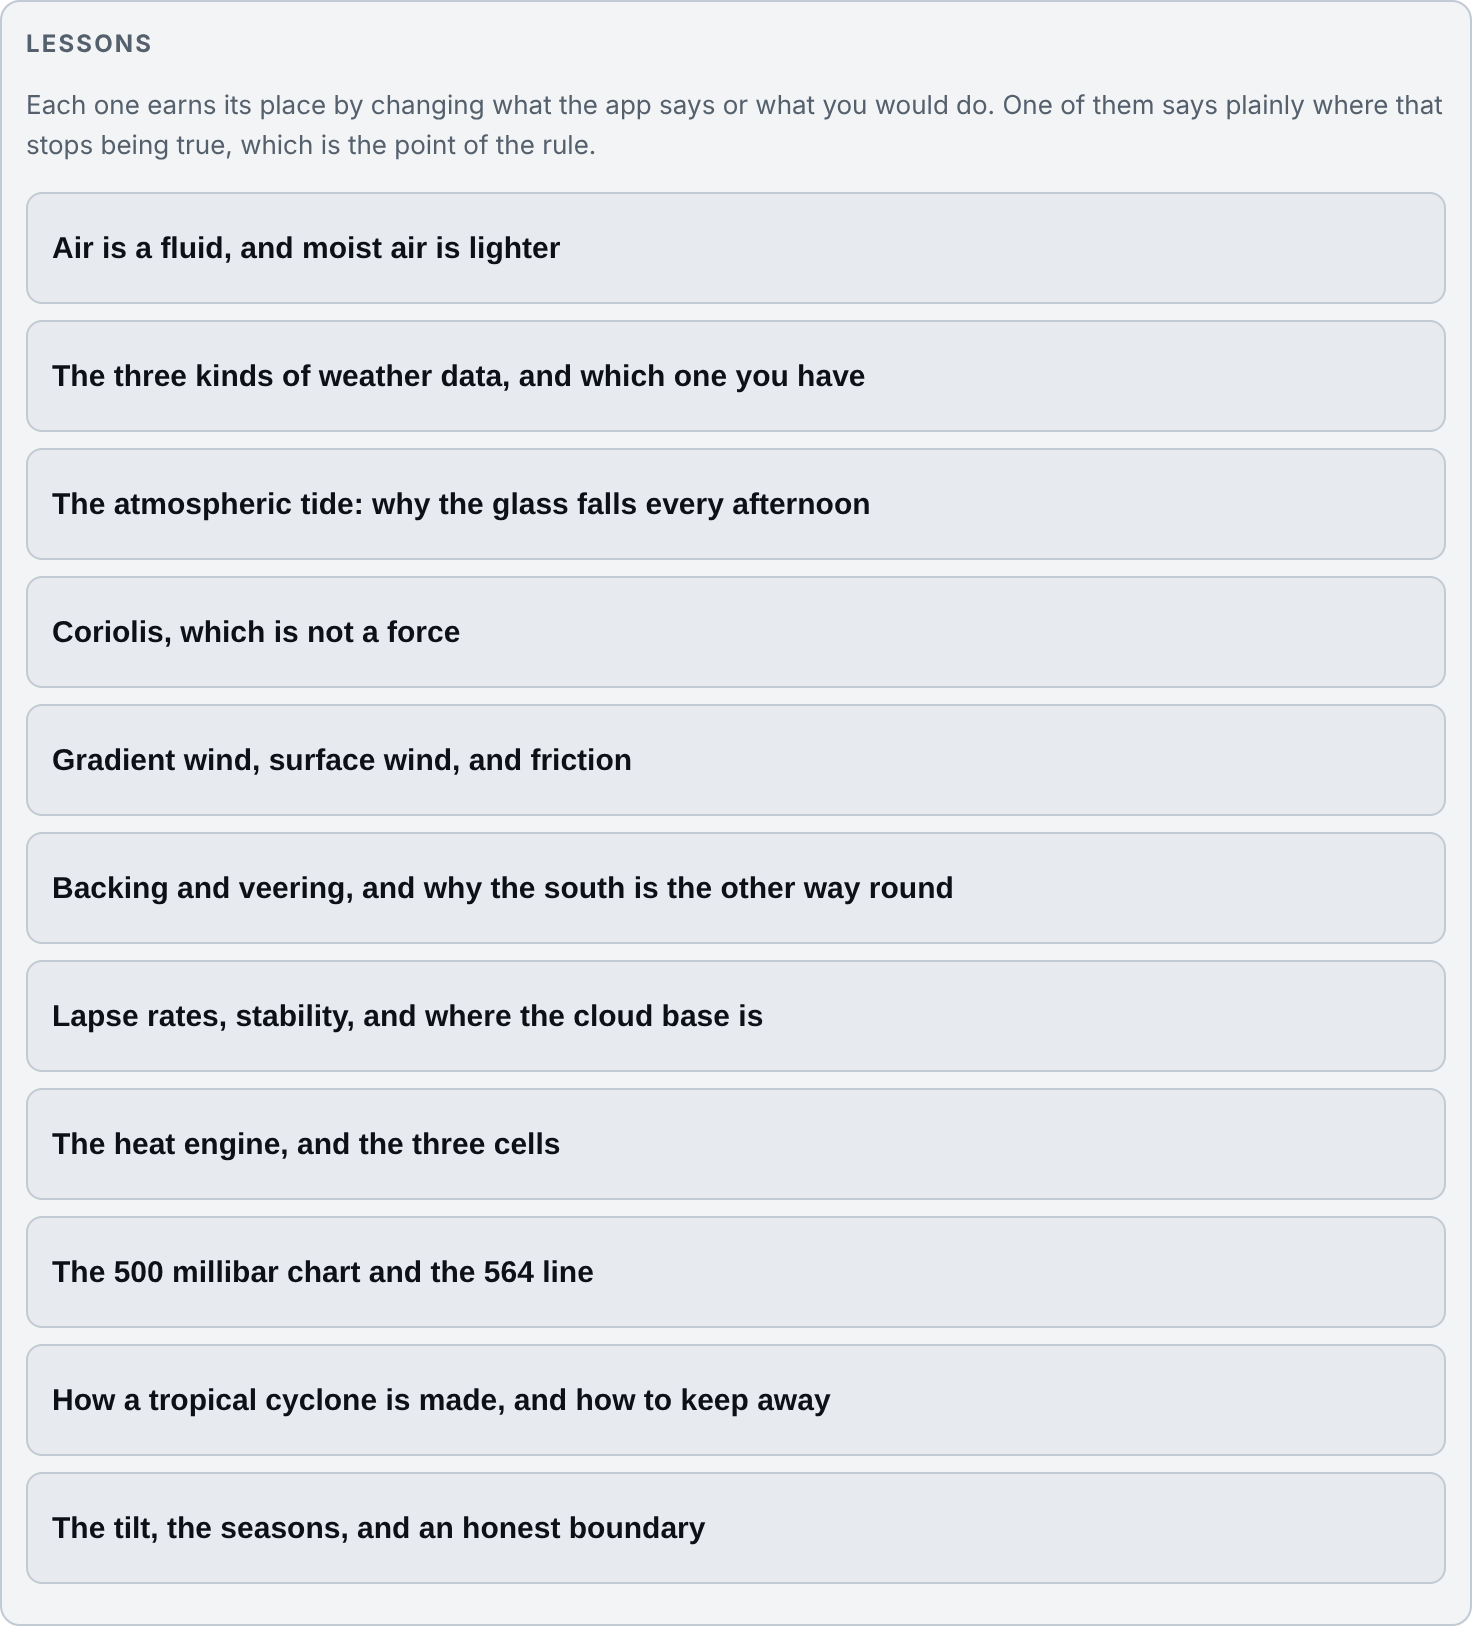 LESSONS
Each one earns its place by changing what the app says or what you would do. One of them says plainly where that
stops being true, which is the point of the rule.
Air is a fluid, and moist air is lighter
The three kinds of weather data, and which one you have
The atmospheric tide: why the glass falls every afternoon
Coriolis, which is not a force
Gradient wind, surface wind, and friction
Backing and veering, and why the south is the other way round
Lapse rates, stability, and where the cloud base is
The heat engine, and the three cells
The 500 millibar chart and the 564 line
How a tropical cyclone is made, and how to keep away
The tilt, the seasons, and an honest boundary